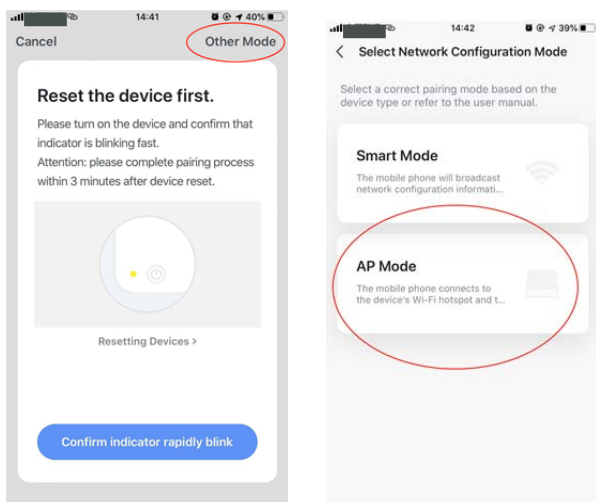 14:41
40%
Cancel
Other Mode
Reset the device first.
Please turn on the device and confirm that
indicator is blinking fast.
Attention: please complete pairing process
within 3 minutes after device reset.
Resetting Devices >
Confirm indicator rapidly blink
14:42
39%
< Select Network Configuration Mode
Select a correct pairing mode based on the
device type or refer to the user manual.
Smart Mode
The mobile phone will broadcast
network configuration informati...
AP Mode
The mobile phone connects to
the device's Wi-Fi hotspot and t...